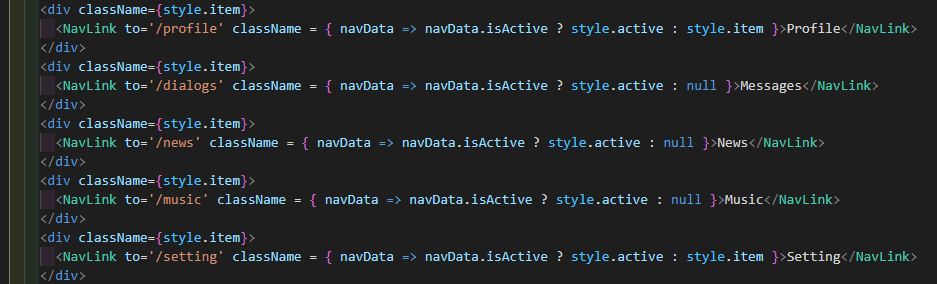 <div className={style.item}>
<NavLink to='/profile' className = { navData => navData.isActive ? style.active : style.item }>Profile</NavLink>
</div>
<div className={style.item}>
<NavLink to='/dialogs' className = { navData => navData.isActive ? style.active : null }>Messages</NavLink>
</div>
<div className={style.item}>
<NavLink to='/news' className = { navData => navData.isActive ? style.active : null }>News</NavLink>
</div>
<div className={style.item}>
<NavLink to='/music' className = { navData => navData.isActive ? style.active : null }>Music</NavLink>
</div>
<div className={style.item}>
<NavLink to='/setting' className = { navData => navData.isActive ? style.active : style.item }>Setting</NavLink>
</div>